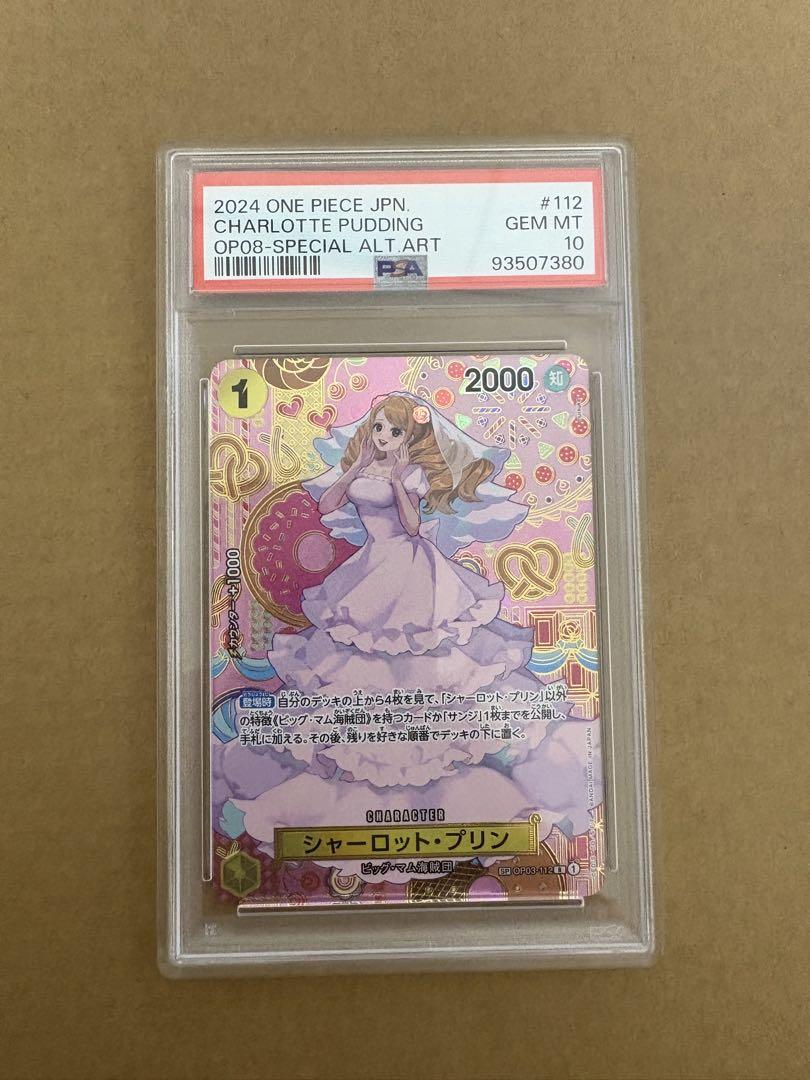 2024 ONE PIECE JPN. #112
CHARLOTTE PUDDING GEM MT
OP08-SPECIAL ALT.ART 10
PSA 93507380
1
2000 知
カウンター+1000
登場時 自分のデッキの上から4枚を見て、「シャーロット・プリン」以外
の特徴《ビッグ・マム海賊団》を持つカードか「サンジ」1枚までを公開し、
手札に加える。その後、残りを好きな順番でデッキの下に置く。
CHARACTER
シャーロット・プリン
ビッグ・マム海賊団
SP OP03-112 R 1
BANDAI MADE IN JAPAN